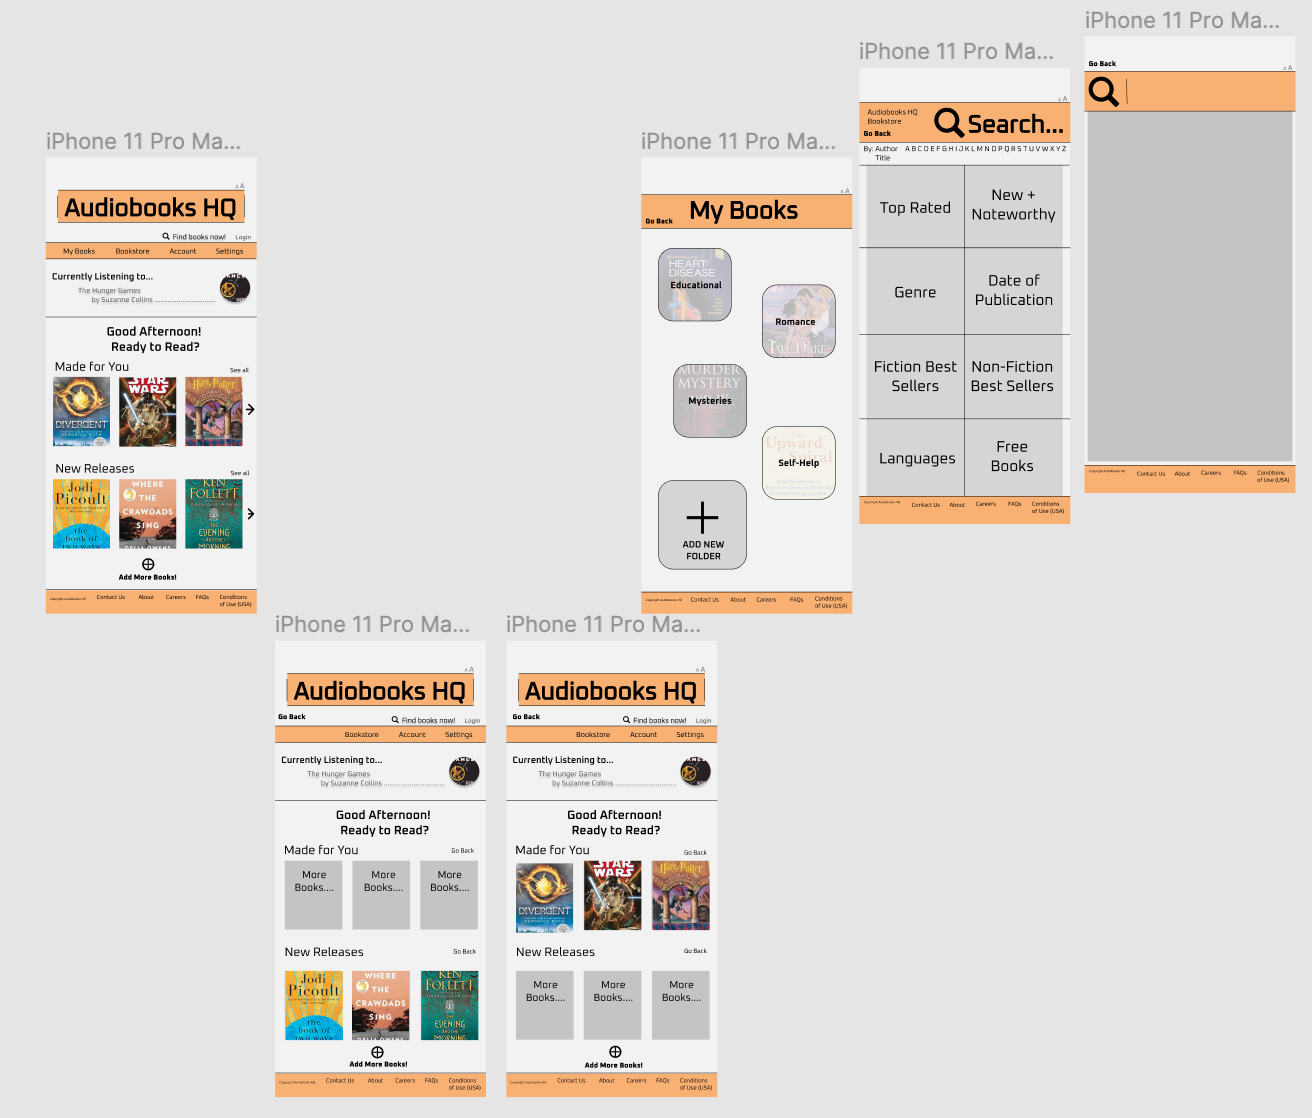 iPhone 11 Pro Ma...
A A
Audiobooks HQ
Find books now! Login
My Books Bookstore Account Settings
Currently Listening to...
The Hunger Games
by Suzanne Collins ..............................
Good Afternoon!
Ready to Read?
Made for You
See all
DIVERGENT
VERONICA ROTH
STAR
WARS
Harry Potter
New Releases
See all
Jodi
Picoult
the
book of
two ways
WHERE
THE
CRAWDADS
SING
DELIA OWENS
KEN
FOLLETT
THE
EVENING
AND THE
MORNING
Add More Books!
Copyright Audiobooks HQ Contact Us About Careers FAQs Conditions
of Use (USA)
iPhone 11 Pro Ma...
A A
Audiobooks HQ
Go Back
Find books now! Login
Bookstore Account Settings
Currently Listening to...
The Hunger Games
by Suzanne Collins ..............................
Good Afternoon!
Ready to Read?
Made for You
Go Back
More
Books....
More
Books....
More
Books....
New Releases
Go Back
Jodi
Picoult
the
book of
two ways
WHERE
THE
CRAWDADS
SING
DELIA OWENS
KEN
FOLLETT
THE
EVENING
AND THE
MORNING
Add More Books!
Copyright Audiobooks HQ Contact Us About Careers FAQs Conditions
of Use (USA)
iPhone 11 Pro Ma...
A A
Audiobooks HQ
Go Back
Find books now! Login
Bookstore Account Settings
Currently Listening to...
The Hunger Games
by Suzanne Collins ..............................
Good Afternoon!
Ready to Read?
Made for You
Go Back
DIVERGENT
VERONICA ROTH
STAR
WARS
Harry Potter
New Releases
Go Back
More
Books....
More
Books....
More
Books....
Add More Books!
Copyright Audiobooks HQ Contact Us About Careers FAQs Conditions
of Use (USA)
iPhone 11 Pro Ma...
A A
My Books
Go Back
HEART
DISEASE
Educational
Romance
TALL DUKE
MURDER
MYSTERY
Mysteries
The
Upward
Spiral
Self-Help
ADD NEW
FOLDER
Copyright Audiobooks HQ Contact Us About Careers FAQs Conditions
of Use (USA)
iPhone 11 Pro Ma...
A A
Audiobooks HQ
Bookstore
Go Back
Search...
By: Author
Title
A B C D E F G H I J K L M N O P Q R S T U V W X Y Z
Top Rated
New +
Noteworthy
Genre
Date of
Publication
Fiction Best
Sellers
Non-Fiction
Best Sellers
Languages
Free
Books
Copyright Audiobooks HQ Contact Us About Careers FAQs Conditions
of Use (USA)
iPhone 11 Pro Ma...
Go Back
A A
Copyright Audiobooks HQ Contact Us About Careers FAQs Conditions
of Use (USA)